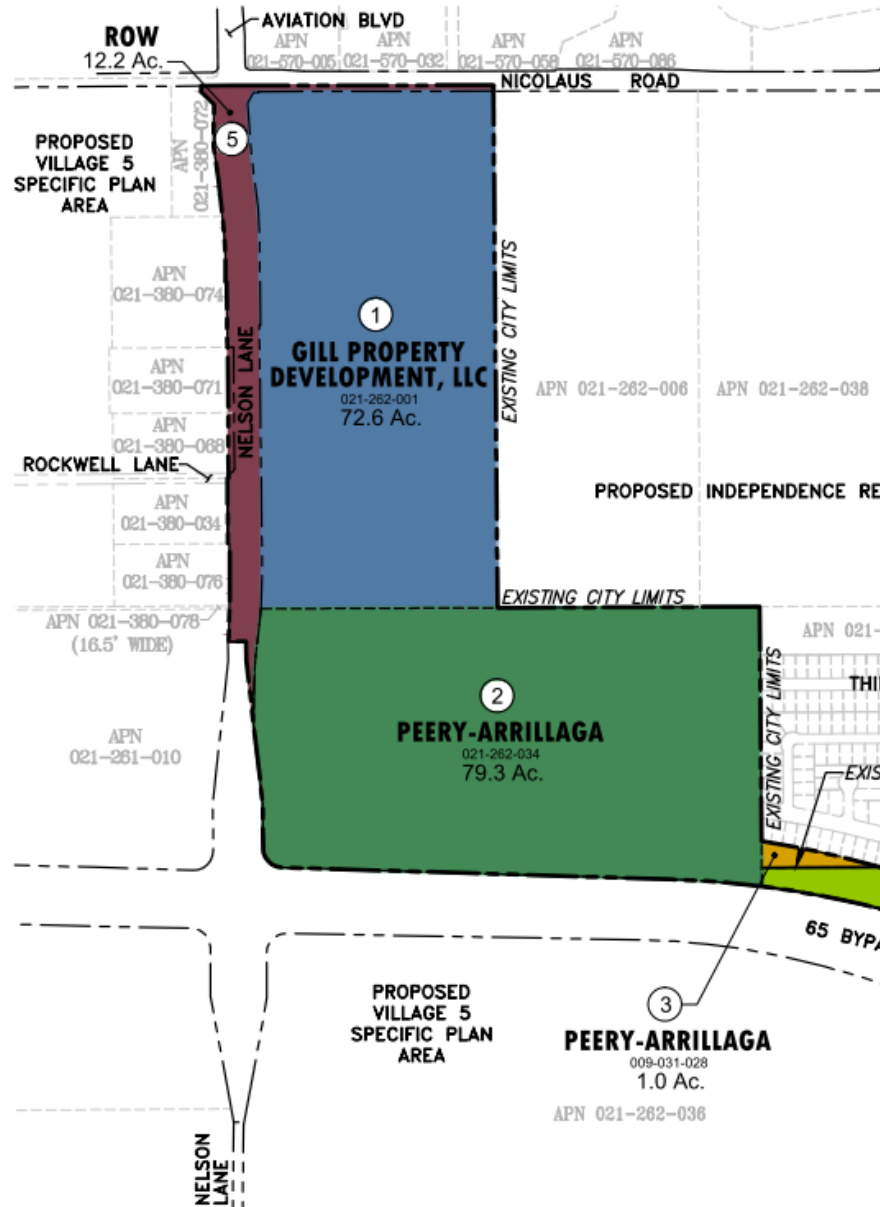 AVIATION BLVD
ROW
12.2 Ac.
APN
021-570-005
APN
021-570-032
APN
021-570-058
APN
021-570-086
NICOLAUS ROAD
PROPOSED
VILLAGE 5
SPECIFIC PLAN
AREA
APN
021-380-072
5
APN
021-380-074
1
GILL PROPERTY
DEVELOPMENT, LLC
021-262-001
72.6 Ac.
EXISTING CITY LIMITS
NELSON LANE
APN
021-380-071
APN 021-262-006
APN 021-262-038
APN
021-380-068
ROCKWELL LANE
PROPOSED INDEPENDENCE RE
APN
021-380-034
APN
021-380-076
EXISTING CITY LIMITS
APN 021-380-078
(16.5' WIDE)
APN 021-
THI
EXISTING CITY LIMITS
2
PEERY-ARRILLAGA
021-262-034
79.3 Ac.
APN
021-261-010
EXIS
65 BYPA
PROPOSED
VILLAGE 5
SPECIFIC PLAN
AREA
3
PEERY-ARRILLAGA
009-031-028
1.0 Ac.
APN 021-262-036
NELSON
LANE